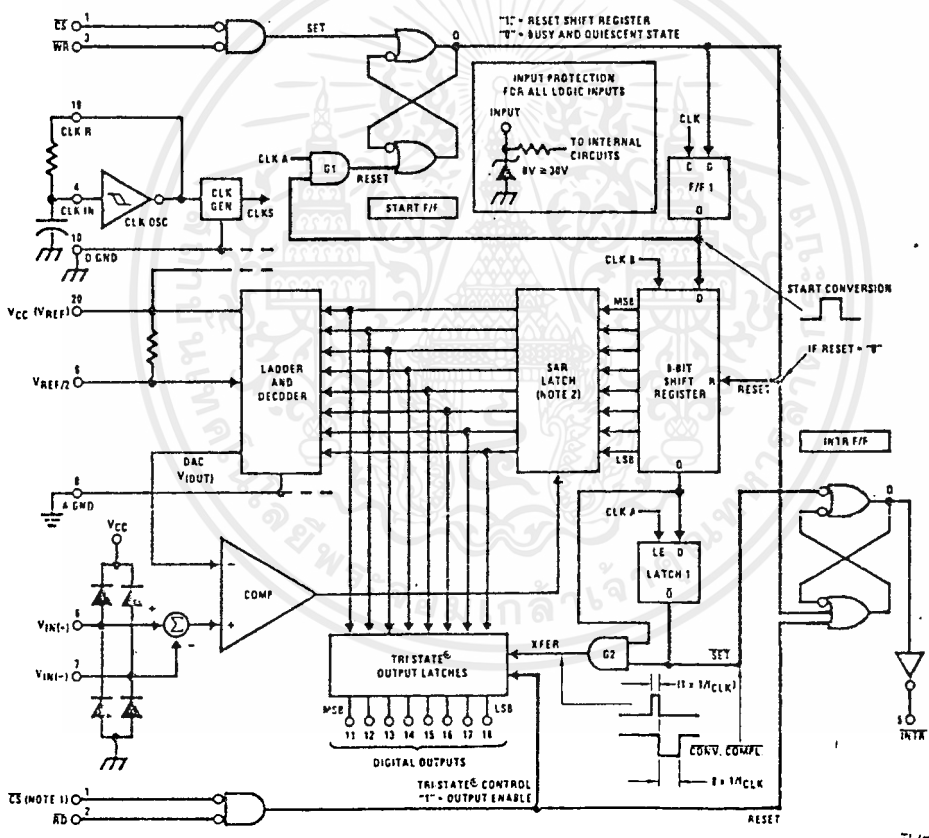 CS 1
WR 3
SET
Q
"1" = RESET SHIFT REGISTER
"0" = BUSY AND QUIESCENT STATE
INPUT PROTECTION
FOR ALL LOGIC INPUTS
INPUT
TO INTERNAL
CIRCUITS
8V ≥ 30V
19
CLK R
4
CLK IN
CLK OSC
CLK
GEN
CLKS
10
D GND
CLK A
G1
RESET
START F/F
CLK
C G
F/F 1
Q
CLK B
D
START CONVERSION
20
VCC (VREF)
VREF/2
LADDER
AND
DECODER
SAR
LATCH
(NOTE 2)
MSB
8-BIT
SHIFT
REGISTER
R
RESET
IF RESET = "0"
LSB
Q
INTR F/F
Q
DAC
V(OUT)
8
A GND
VCC
COMP
-
+
CLK A
LE D
LATCH 1
Q
6
VIN(-)
+
Σ
-
7
VIN(-)
TRI-STATE®
OUTPUT LATCHES
XFER
G2
SET
MSB LSB
11 12 13 14 15 16 17 18
DIGITAL OUTPUTS
(1 x 1/fCLK)
CONV. COMPL
8 x 1/fCLK
5
INTR
TRI-STATE® CONTROL
"1" = OUTPUT ENABLE
CS (NOTE 1) 1
RD 2
RESET